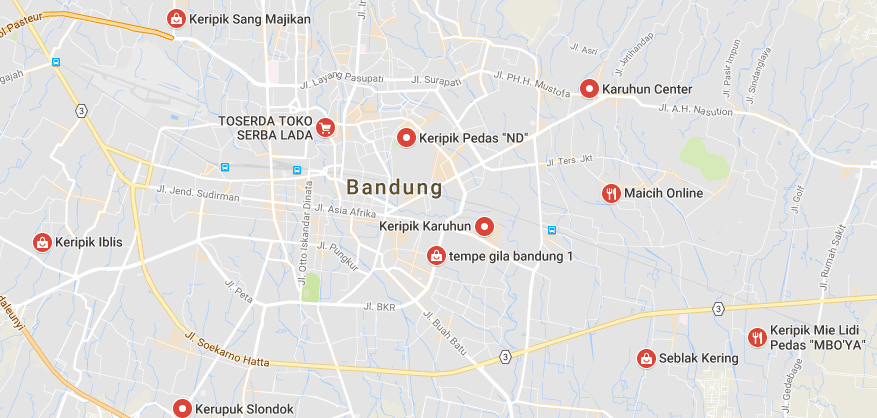 ol Pasteur
Keripik Sang Majikan
Jl. Layang Pasupati
Jl. Surapati
Jl. PH.H. Mustofa
Jl. Asri
Jl. Jatihandap
Jl. Pasir Impun
Jl. Sindanglaya
Karuhun Center
Jl. A.H. Nasution
3
TOSERDA TOKO
SERBA LADA
Keripik Pedas "ND"
Jl. Ters. Jkt
Bandung
Jl. Jend. Sudirman
Jl. Asia Afrika
Jl. Otto Iskandar Dinata
Maicih Online
Jl. Golf
Keripik Karuhun
Keripik Iblis
tempe gila bandung 1
Jl. Pungkur
Jl. Peta
Jl. BKR
Jl. Buah Batu
Jl. Rumah Sakit
3
Keripik Mie Lidi
Pedas "MBO'YA"
Jl. Soekarno Hatta
3
Seblak Kering
Jl. Gedebage
Kerupuk Slondok